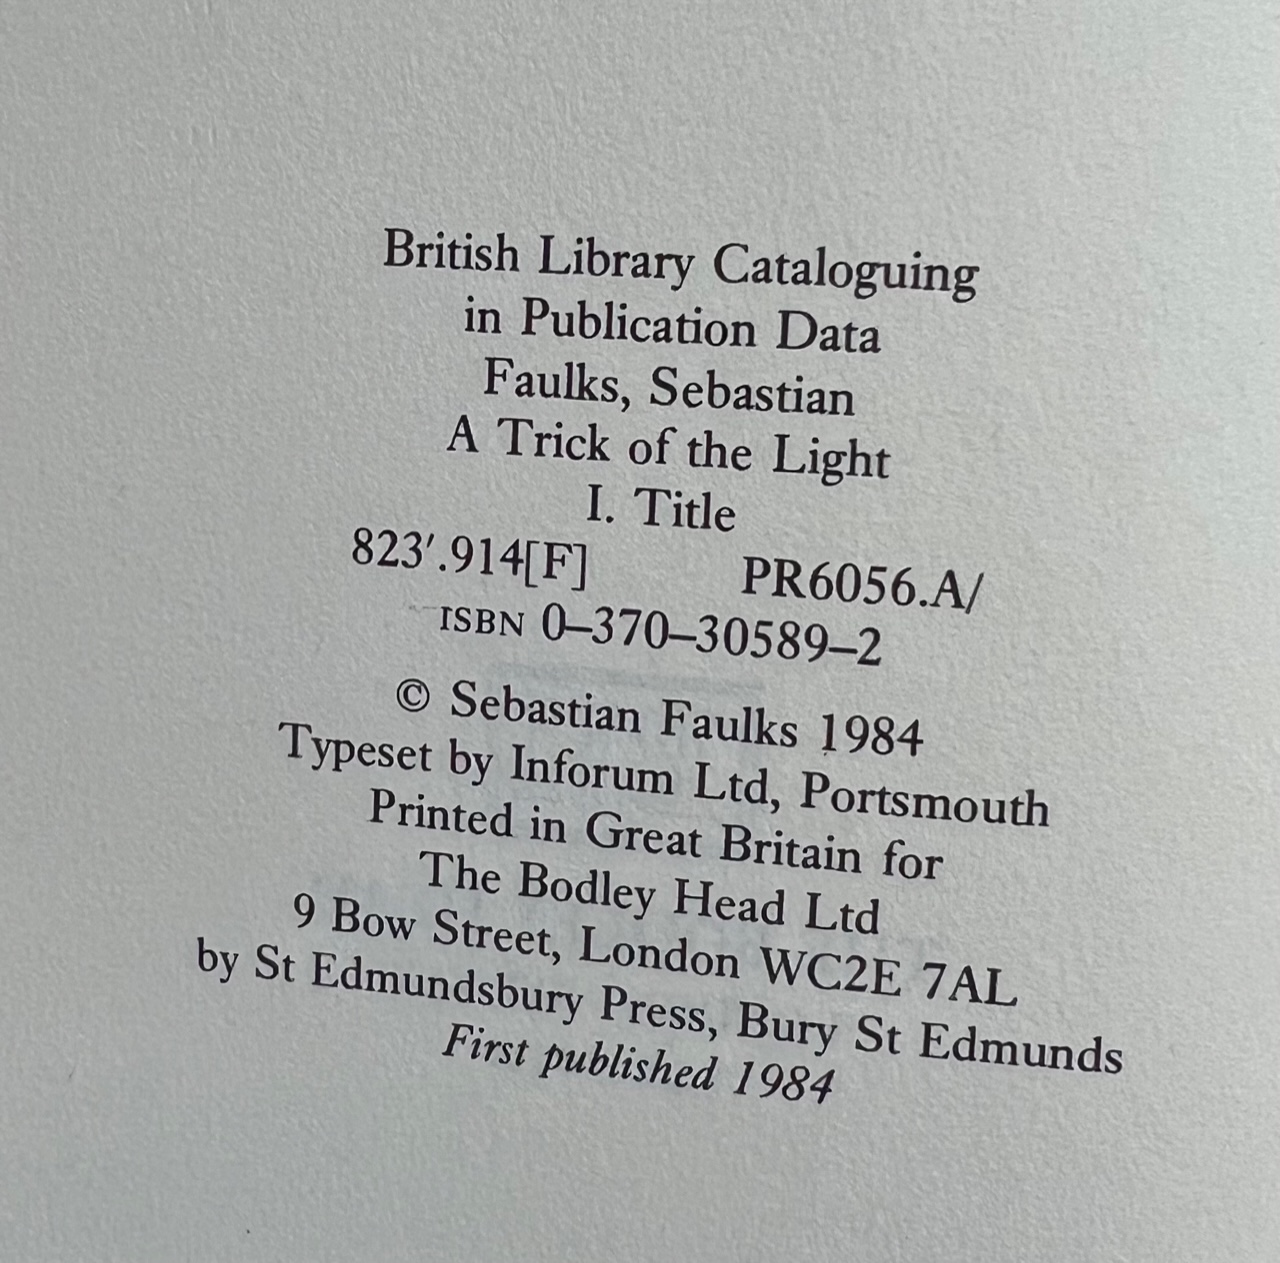 British Library Cataloguing
in Publication Data
Faulks, Sebastian
A Trick of the Light
I. Title
823′.914[F] PR6056.A/
ISBN 0–370–30589–2
© Sebastian Faulks 1984
Typeset by Inforum Ltd, Portsmouth
Printed in Great Britain for
The Bodley Head Ltd
9 Bow Street, London WC2E 7AL
by St Edmundsbury Press, Bury St Edmunds
First published 1984